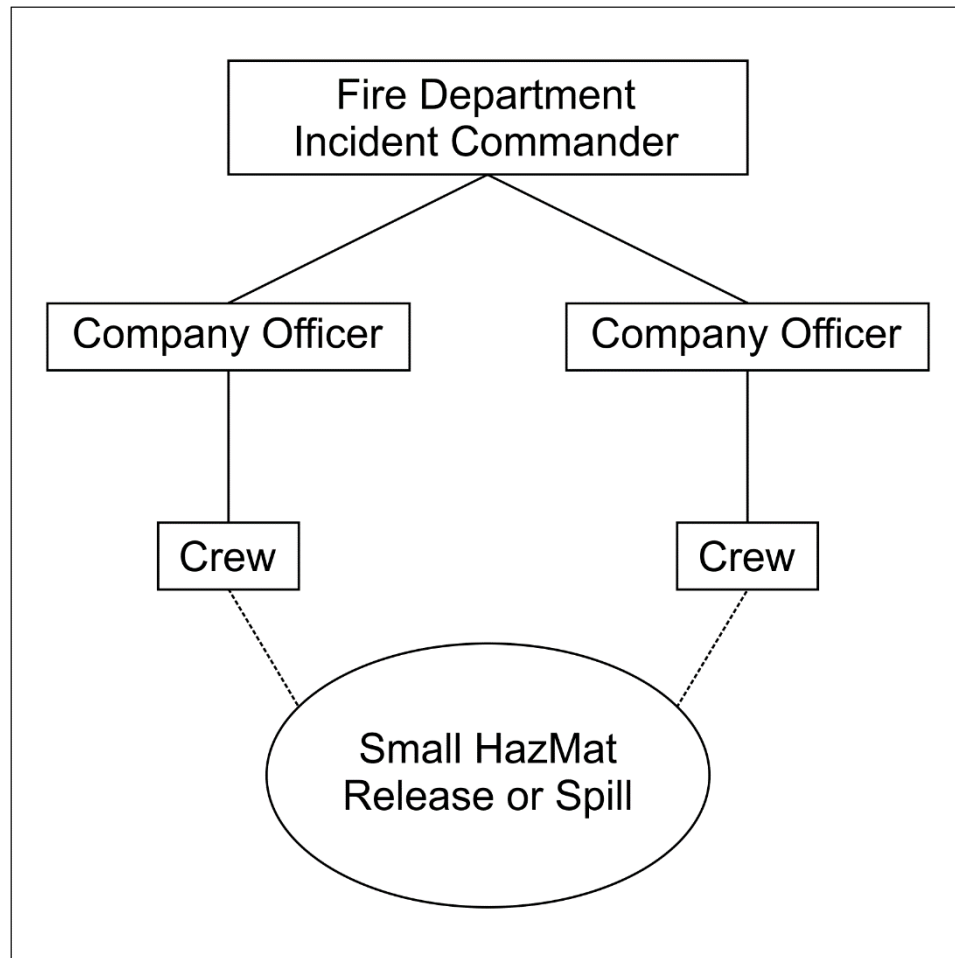 Fire Department
Incident Commander
Company Officer
Company Officer
Crew
Crew
Small HazMat
Release or Spill